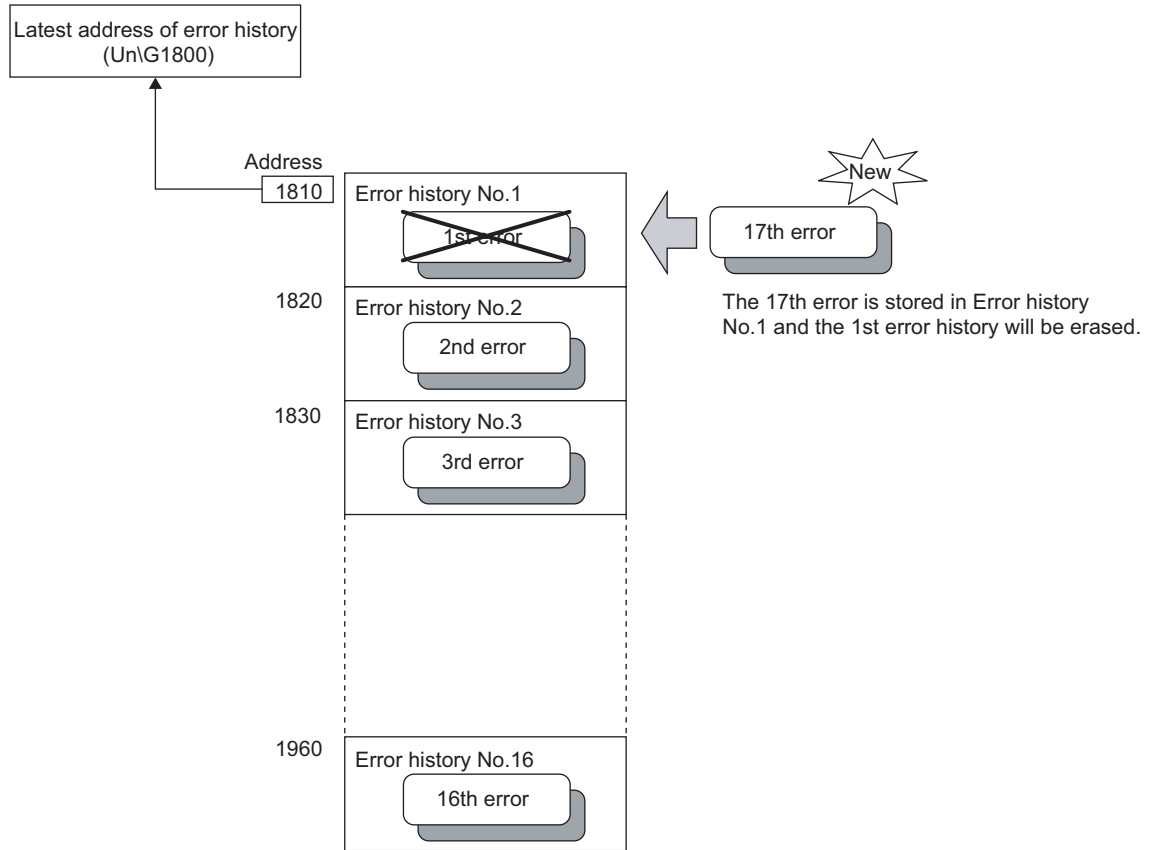 Latest address of error history
(Un\G1800)
Address
1810
Error history No.1
1st error
New
17th error
The 17th error is stored in Error history
No.1 and the 1st error history will be erased.
1820
Error history No.2
2nd error
1830
Error history No.3
3rd error
1960
Error history No.16
16th error